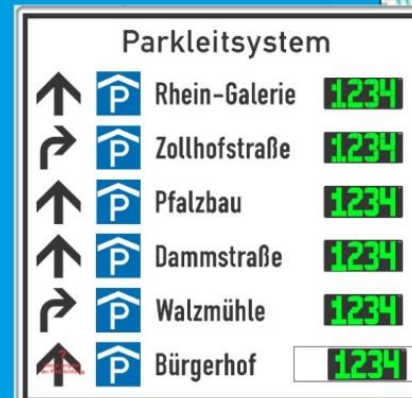 Parkleitsystem
P Rhein-Galerie 1234
P Zollhofstraße 1234
P Pfalzbau 1234
P Dammstraße 1234
P Walzmühle 1234
P Bürgerhof 1234